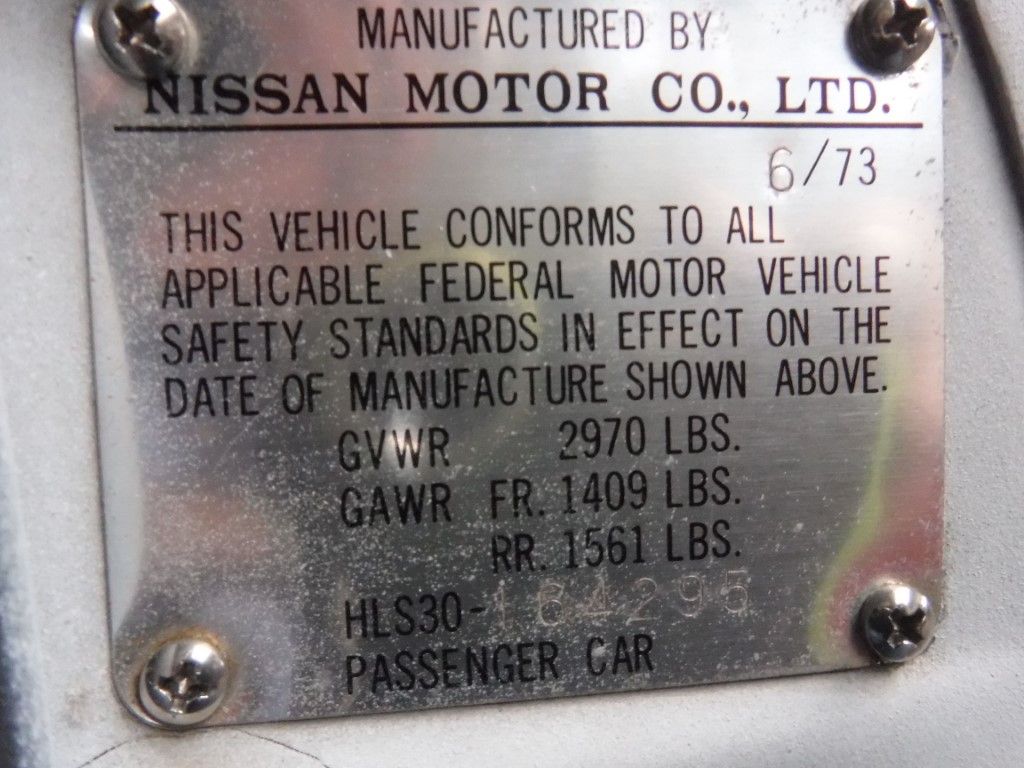 MANUFACTURED BY
NISSAN MOTOR CO., LTD.
6/73
THIS VEHICLE CONFORMS TO ALL
APPLICABLE FEDERAL MOTOR VEHICLE
SAFETY STANDARDS IN EFFECT ON THE
DATE OF MANUFACTURE SHOWN ABOVE.
GVWR 2970 LBS.
GAWR FR. 1409 LBS.
RR. 1561 LBS.
HLS30-164295
PASSENGER CAR